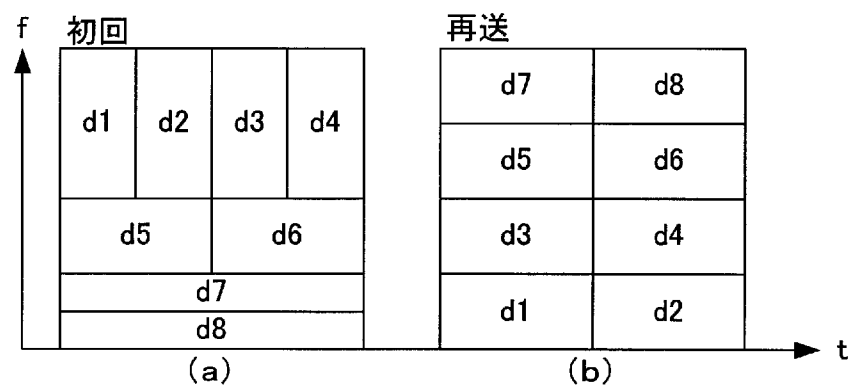 f 初回 再送
d1 d2 d3 d4 d7 d8
d5 d6
d5 d6 d3 d4
d7
d8 d1 d2
t
(a) (b)